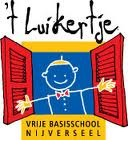 't Luikertje
VRIJE BASISSCHOOL
NIJVERSEEL